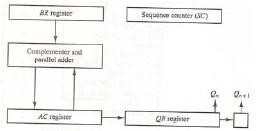 BR register
Sequence counter (SC)
Complementer and
parallel adder
Qn
Qn+1
AC register
QR register